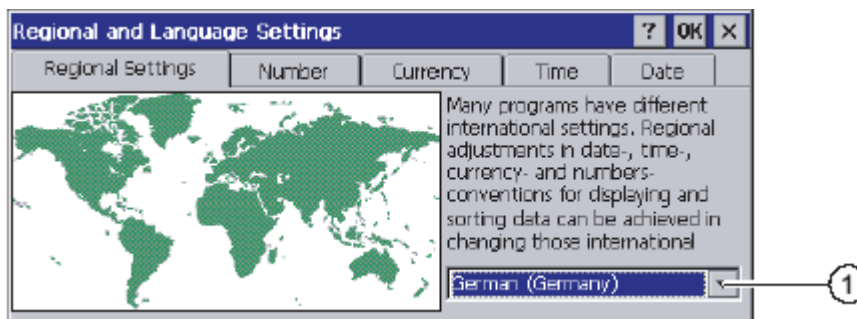 Regional and Language Settings ? OK ×
Regional Settings Number Currency Time Date
Many programs have different
international settings. Regional
adjustments in date-, time-,
currency- and numbers-
conventions for displaying and
sorting data can be achieved in
changing those international
German (Germany)
1